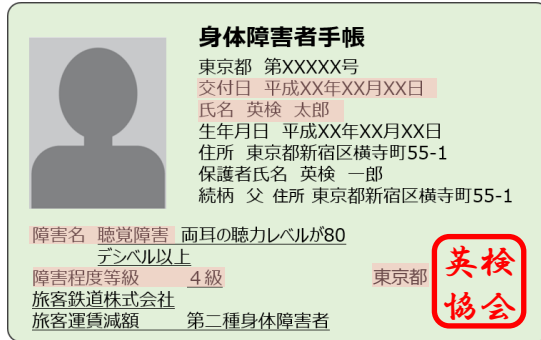 身体障害者手帳
東京都 第XXXXX号
交付日 平成XX年XX月XX日
氏名 英検 太郎
生年月日 平成XX年XX月XX日
住所 東京都新宿区横寺町55-1
保護者氏名 英検 一郎
続柄 父 住所 東京都新宿区横寺町55-1
障害名 聴覚障害 両耳の聴力レベルが80
デシベル以上
障害程度等級 4級
東京都
英検
協会
旅客鉄道株式会社
旅客運賃減額 第二種身体障害者